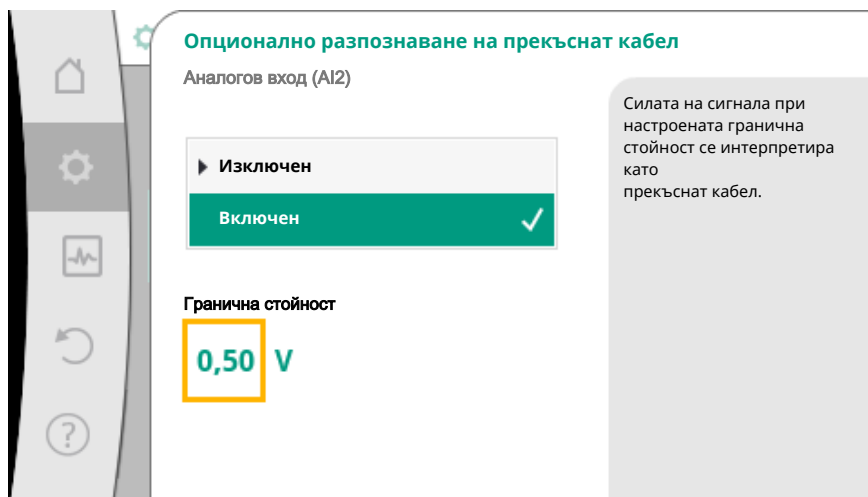 Опционално разпознаване на прекъснат кабел
Аналогов вход (AI2)
Силата на сигнала при
настроената гранична
стойност се интерпретира
като
прекъснат кабел.
Изключен
Включен
Гранична стойност
0,50 V
?